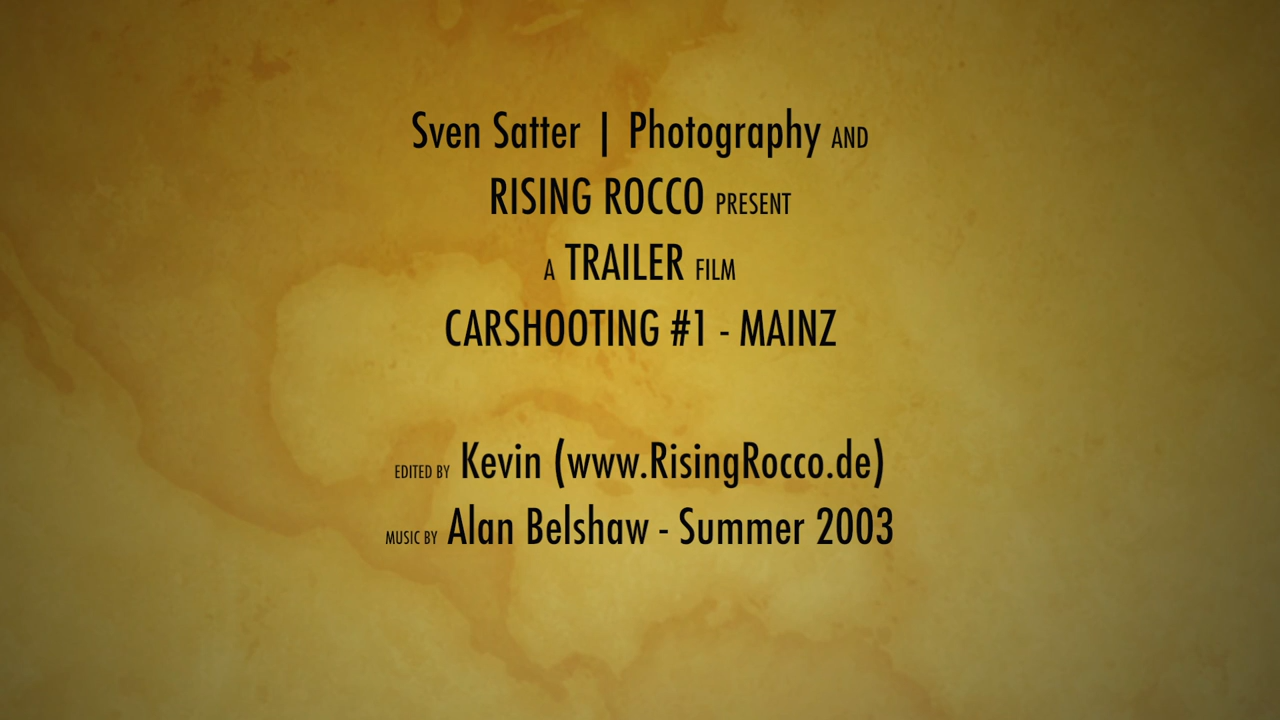 Sven Satter | Photography AND
RISING ROCCO PRESENT
A TRAILER FILM
CARSHOOTING #1 - MAINZ
EDITED BY Kevin (www.RisingRocco.de)
MUSIC BY Alan Belshaw - Summer 2003